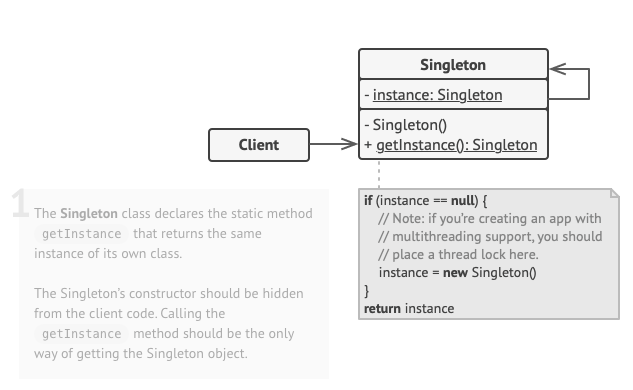 Singleton
- instance: Singleton
- Singleton()
+ getInstance(): Singleton
Client
1
The Singleton class declares the static method
getInstance that returns the same
instance of its own class.
The Singleton’s constructor should be hidden
from the client code. Calling the
getInstance method should be the only
way of getting the Singleton object.
if (instance == null) {
// Note: if you’re creating an app with
// multithreading support, you should
// place a thread lock here.
instance = new Singleton()
}
return instance